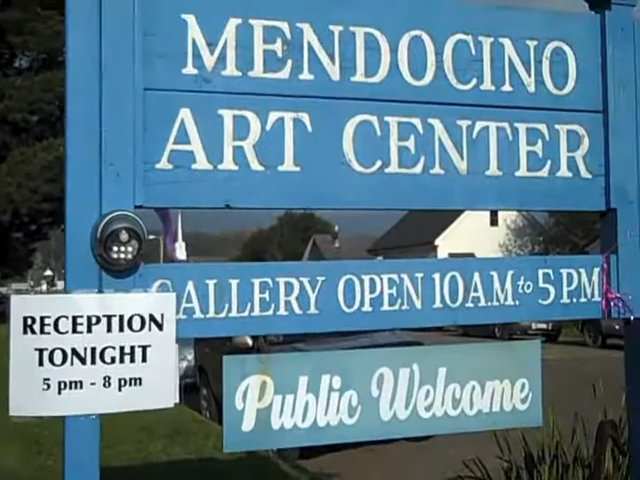 MENDOCINO
ART CENTER
GALLERY OPEN 10A.M. to 5P.M.
RECEPTION
TONIGHT
5 pm - 8 pm
Public Welcome